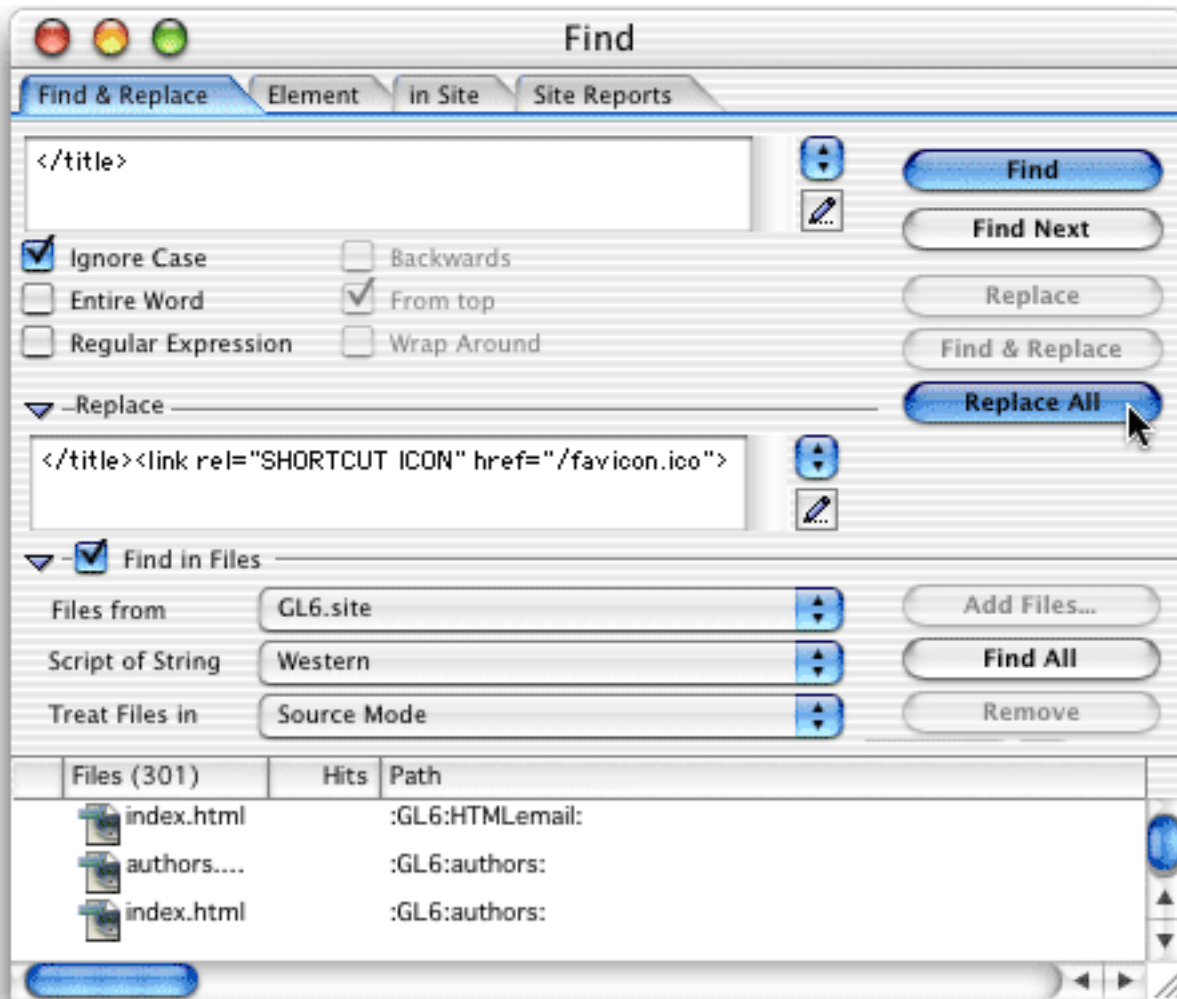 Find
Find & Replace Element in Site Site Reports
</title>
Find
Find Next
Ignore Case Backwards
Replace
Entire Word From top
Regular Expression Wrap Around
Find & Replace
Replace All
Replace
</title><link rel="SHORTCUT ICON" href="/favicon.ico">
Find in Files
Files from GL6.site Add Files...
Script of String Western Find All
Treat Files in Source Mode Remove
Files (301) Hits Path
index.html :GL6:HTMLemail:
authors.... :GL6:authors:
index.html :GL6:authors: